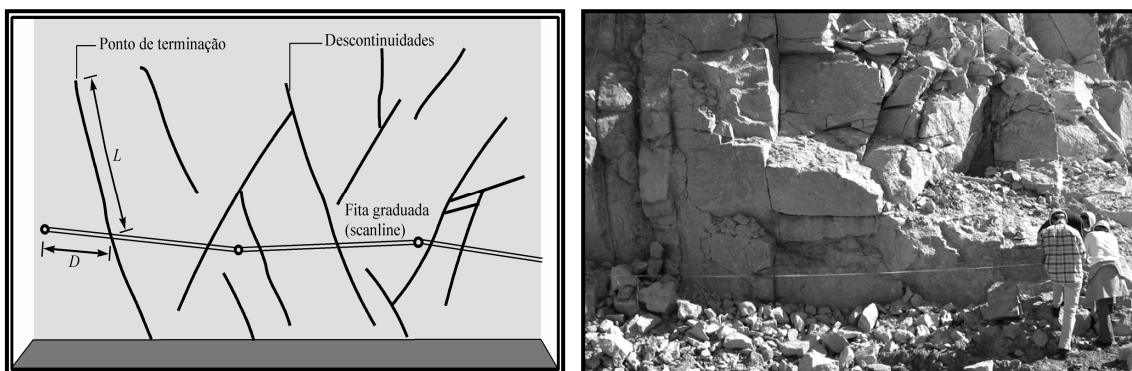 Ponto de terminação
Descontinuidades
L
Fita graduada
(scanline)
D